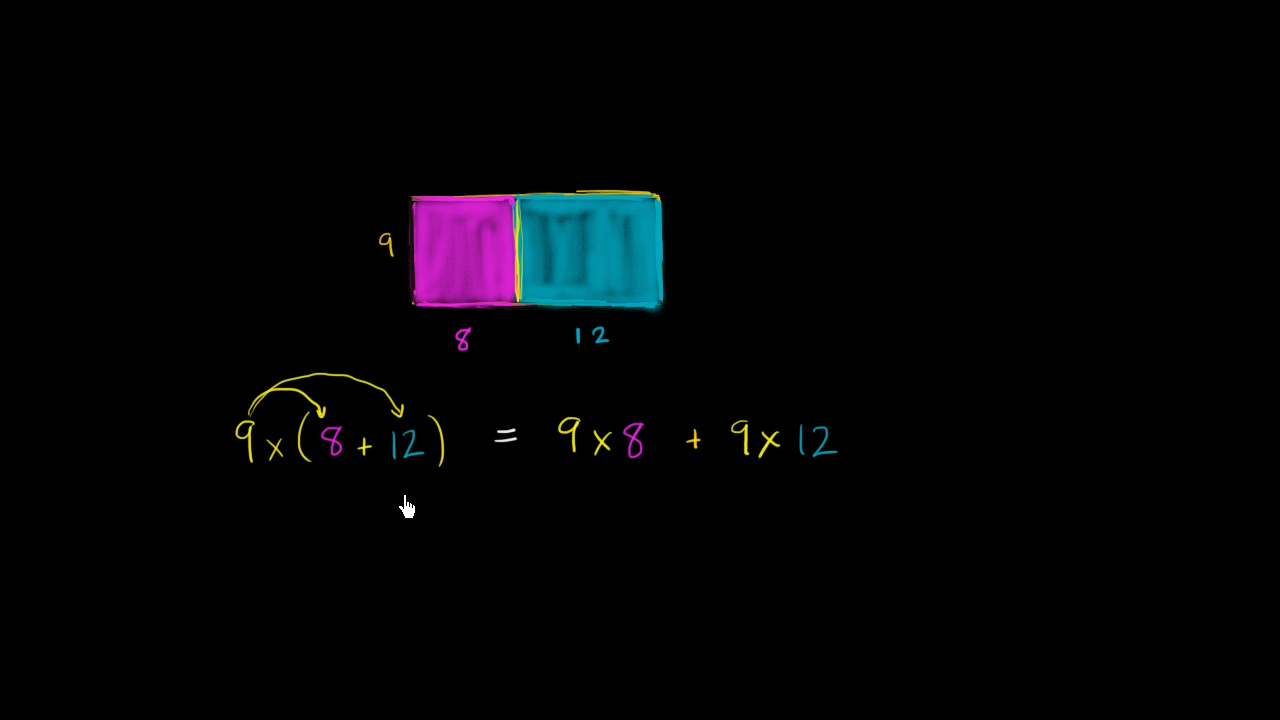 9
8 12
9 x (8 + 12) = 9 x 8 + 9 x 12